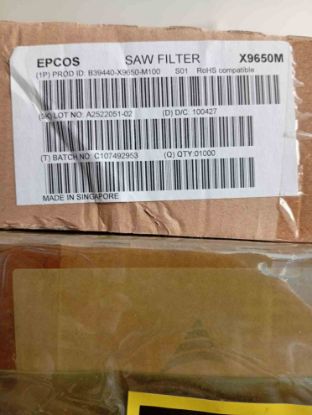 EPCOS SAW FILTER X9650M
(1P) PROD ID: B39440-X9650-M100 S01 RoHS compatible
(9K) LOT NO: A2522051-02 (D) D/C: 100427
(T) BATCH NO: C107492953 (Q) QTY:01000
MADE IN SINGAPORE